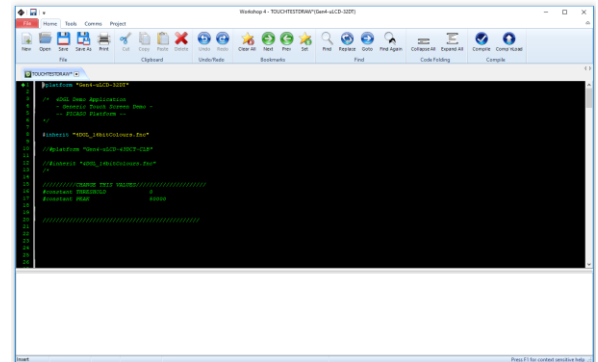 Workshop 4 - TOUCHTESTDRAW*(Gen4-uLCD-32DT)
File Home Tools Comms Project
New Open Save Save As Print Cut Copy Paste Delete Undo Redo Clear All Next Prev Set Find Replace Goto Find Again Collapse All Expand All Compile Comp'nLoad
File Clipboard Undo/Redo Bookmarks Find Code Folding Compile
TOUCHTESTDRAW*
#platform "Gen4-uLCD-32DT"
/* 4DGL Demo Application
- Generic Touch Screen Demo -
-- PICASO Platform --
*/
#inherit "4DGL_16bitColours.fnc"
//#platform "Gen4-uLCD-43DCT-CLB"
//#inherit "4DGL_16bitColours.fnc"
/*
//////////CHANGE THIS VALUES/////////////////////
#constant THRESHOLD 0
#constant
///////////////////////////////////////////////
Insert Press F1 for context sensitive help